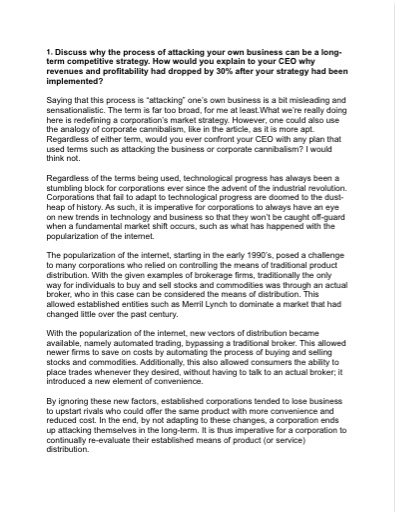 1. Discuss why the process of attacking your own business can be a long-
term competitive strategy. How would you explain to your CEO why
revenues and profitability had dropped by 30% after your strategy had been
implemented?
Saying that this process is “attacking” one’s own business is a bit misleading and
sensationalistic. The term is far too broad, for me at least.What we’re really doing
here is redefining a corporation’s market strategy. However, one could also use
the analogy of corporate cannibalism, like in the article, as it is more apt.
Regardless of either term, would you ever confront your CEO with any plan that
used terms such as attacking the business or corporate cannibalism? I would
think not.
Regardless of the terms being used, technological progress has always been a
stumbling block for corporations ever since the advent of the industrial revolution.
Corporations that fail to adapt to technological progress are doomed to the dust-
heap of history. As such, it is imperative for corporations to always have an eye
on new trends in technology and business so that they won’t be caught off-guard
when a fundamental market shift occurs, such as what has happened with the
popularization of the internet.
The popularization of the internet, starting in the early 1990’s, posed a challenge
to many corporations who relied on controlling the means of traditional product
distribution. With the given examples of brokerage firms, traditionally the only
way for individuals to buy and sell stocks and commodities was through an actual
broker, who in this case can be considered the means of distribution. This
allowed established entities such as Merril Lynch to dominate a market that had
changed little over the past century.
With the popularization of the internet, new vectors of distribution became
available, namely automated trading, bypassing a traditional broker. This allowed
newer firms to save on costs by automating the process of buying and selling
stocks and commodities. Additionally, this also allowed consumers the ability to
place trades whenever they desired, without having to talk to an actual broker; it
introduced a new element of convenience.
By ignoring these new factors, established corporations tended to lose business
to upstart rivals who could offer the same product with more convenience and
reduced cost. In the end, by not adapting to these changes, a corporation
ends up attacking themselves in the long-term. It is thus imperative for a corporation to
continually re-evaluate their established means of product (or service)
distribution.